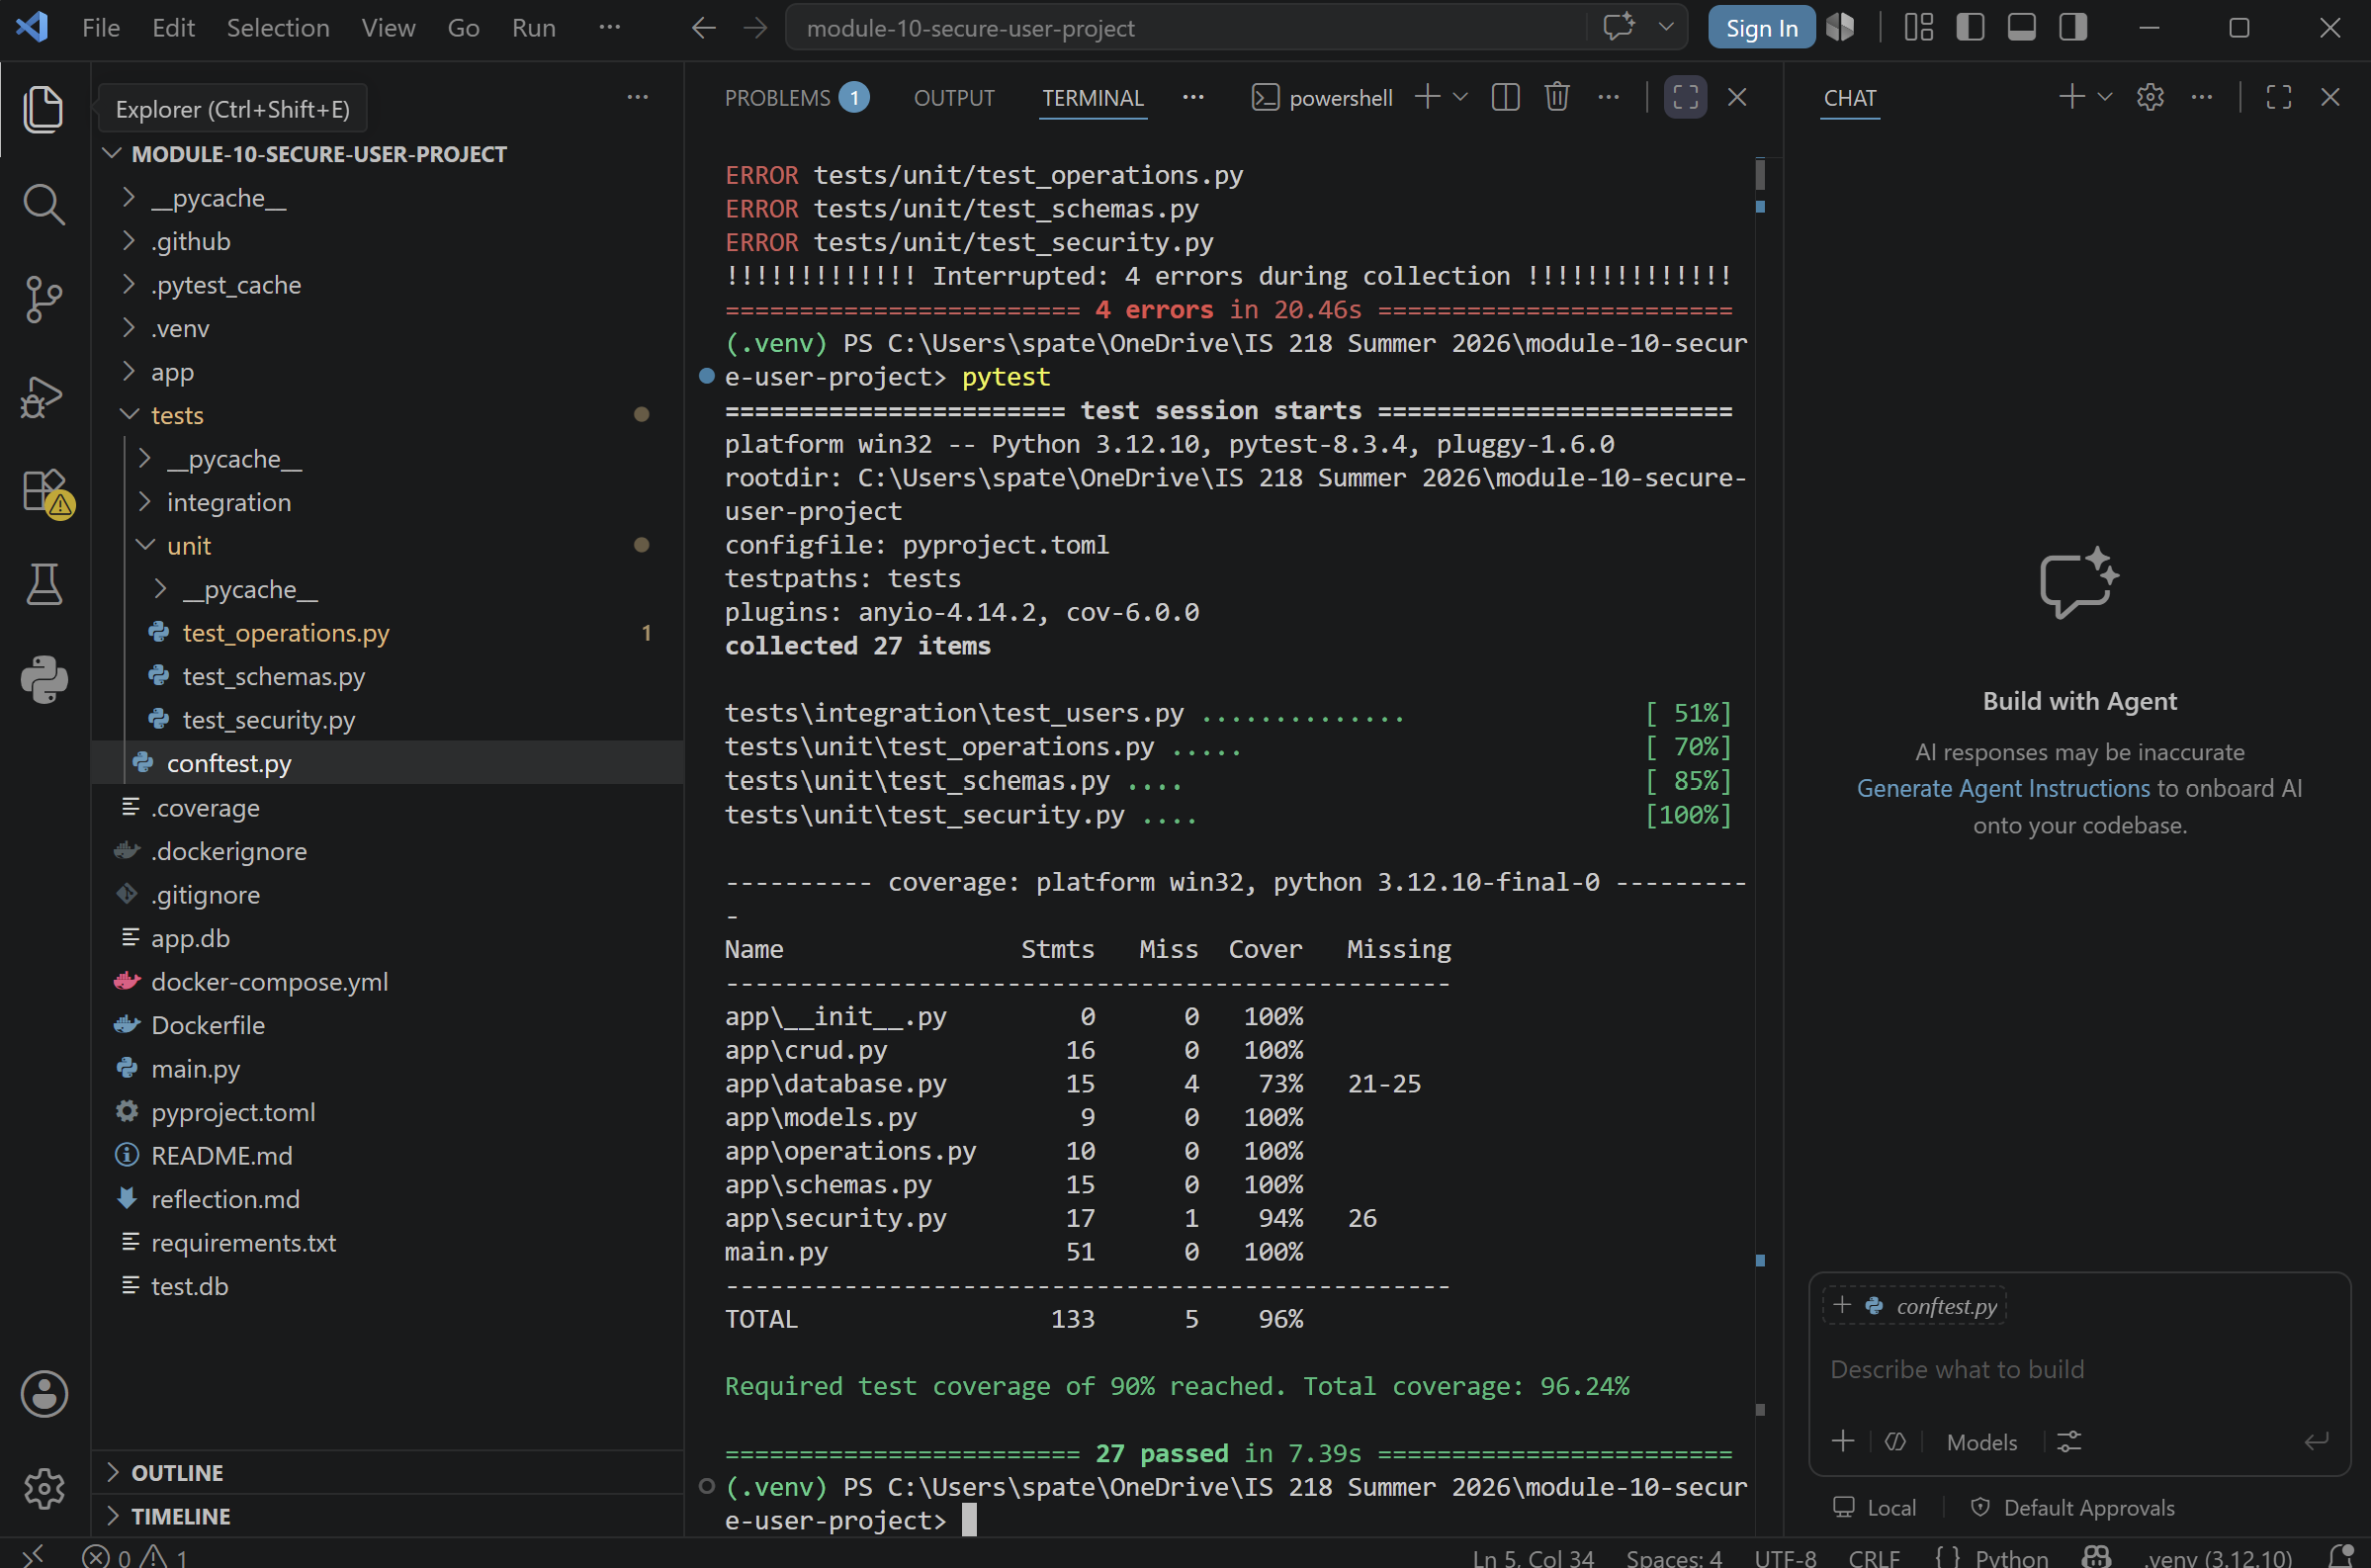 File Edit Selection View Go Run ··· module-10-secure-user-project Sign In
Explorer (Ctrl+Shift+E)
MODULE-10-SECURE-USER-PROJECT
__pycache__
.github
.pytest_cache
.venv
app
tests
__pycache__
integration
unit
__pycache__
test_operations.py 1
test_schemas.py
test_security.py
conftest.py
.coverage
.dockerignore
.gitignore
app.db
docker-compose.yml
Dockerfile
main.py
pyproject.toml
README.md
reflection.md
requirements.txt
test.db
OUTLINE
TIMELINE
PROBLEMS 1 OUTPUT TERMINAL ··· powershell
ERROR tests/unit/test_operations.py
ERROR tests/unit/test_schemas.py
ERROR tests/unit/test_security.py
!!!!!!!!!!!!! Interrupted: 4 errors during collection !!!!!!!!!!!!!!
======================== 4 errors in 20.46s ========================
(.venv) PS C:\Users\spate\OneDrive\IS 218 Summer 2026\module-10-secur
e-user-project> pytest
======================= test session starts ========================
platform win32 -- Python 3.12.10, pytest-8.3.4, pluggy-1.6.0
rootdir: C:\Users\spate\OneDrive\IS 218 Summer 2026\module-10-secure-
user-project
configfile: pyproject.toml
testpaths: tests
plugins: anyio-4.14.2, cov-6.0.0
collected 27 items
tests\integration\test_users.py .............. [ 51%]
tests\unit\test_operations.py ..... [ 70%]
tests\unit\test_schemas.py .... [ 85%]
tests\unit\test_security.py .... [100%]
---------- coverage: platform win32, python 3.12.10-final-0 ---------
-
Name Stmts Miss Cover Missing
-------------------------------------------------
app\__init__.py 0 0 100%
app\crud.py 16 0 100%
app\database.py 15 4 73% 21-25
app\models.py 9 0 100%
app\operations.py 10 0 100%
app\schemas.py 15 0 100%
app\security.py 17 1 94% 26
main.py 51 0 100%
-------------------------------------------------
TOTAL 133 5 96%
Required test coverage of 90% reached. Total coverage: 96.24%
======================== 27 passed in 7.39s ========================
(.venv) PS C:\Users\spate\OneDrive\IS 218 Summer 2026\module-10-secur
e-user-project>
CHAT
Build with Agent
AI responses may be inaccurate
Generate Agent Instructions to onboard AI
onto your codebase.
conftest.py
Describe what to build
Models
Local Default Approvals
0 1 Ln 5, Col 34 Spaces: 4 UTF-8 CRLF { } Python .venv (3.12.10)